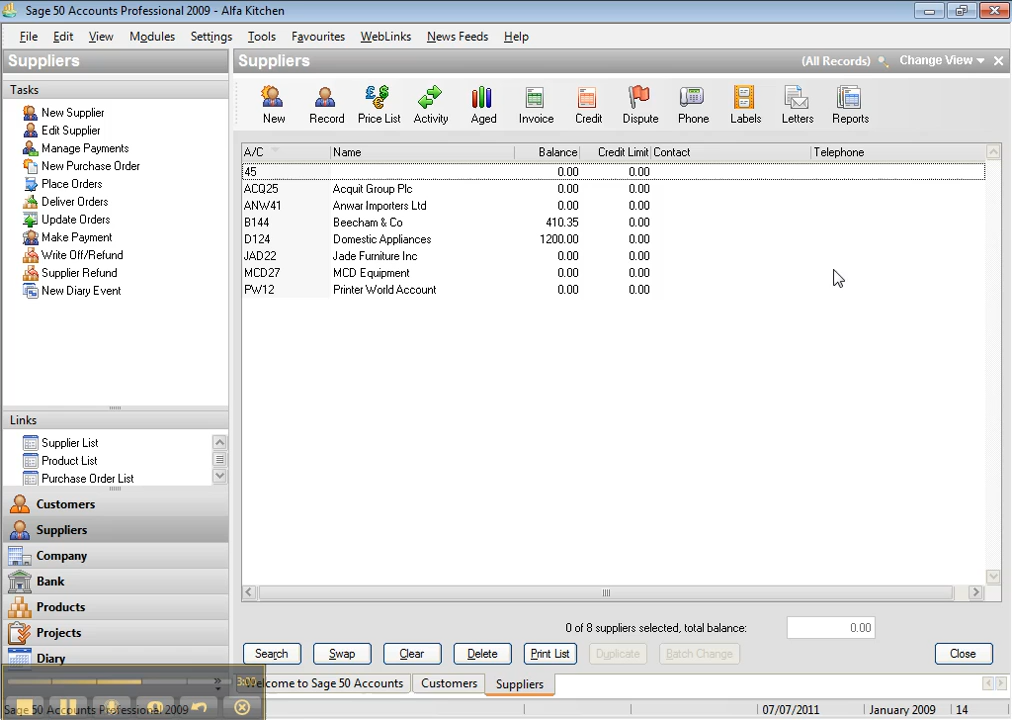 Sage 50 Accounts Professional 2009 - Alfa Kitchen
File Edit View Modules Settings Tools Favourites WebLinks News Feeds Help
Suppliers
Tasks
New Supplier
Edit Supplier
Manage Payments
New Purchase Order
Place Orders
Deliver Orders
Update Orders
Make Payment
Write Off/Refund
Supplier Refund
New Diary Event
Links
Supplier List
Product List
Purchase Order List
Customers
Suppliers
Company
Bank
Products
Projects
Diary
Suppliers (All Records) Change View
New Record Price List Activity Aged Invoice Credit Dispute Phone Labels Letters Reports
A/C Name Balance Credit Limit Contact Telephone
45 0.00 0.00
ACQ25 Acquit Group Plc 0.00 0.00
ANW41 Anwar Importers Ltd 0.00 0.00
B144 Beecham & Co 410.35 0.00
D124 Domestic Appliances 1200.00 0.00
JAD22 Jade Furniture Inc 0.00 0.00
MCD27 MCD Equipment 0.00 0.00
PW12 Printer World Account 0.00 0.00
0 of 8 suppliers selected, total balance: 0.00
Search Swap Clear Delete Print List Duplicate Batch Change Close
3:00 elcome to Sage 50 Accounts Customers Suppliers
Sage 50 Accounts Professional 2009 07/07/2011 January 2009 14